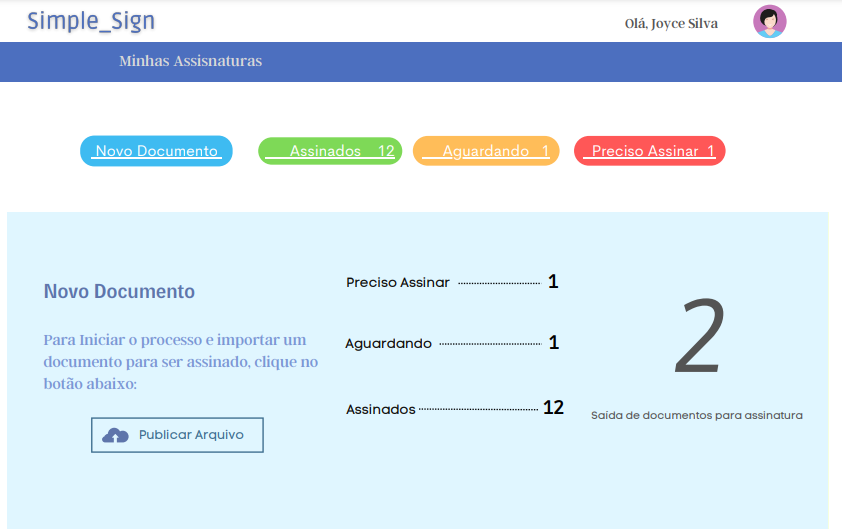 Simple_Sign
Olá, Joyce Silva
Minhas Assisnaturas
Novo Documento
Assinados 12
Aguardando 1
Preciso Assinar 1
Novo Documento
Para Iniciar o processo e importar um
documento para ser assinado, clique no
botão abaixo:
Publicar Arquivo
Preciso Assinar ........................ 1
Aguardando ........................ 1
Assinados ........................ 12
2
Saída de documentos para assinatura